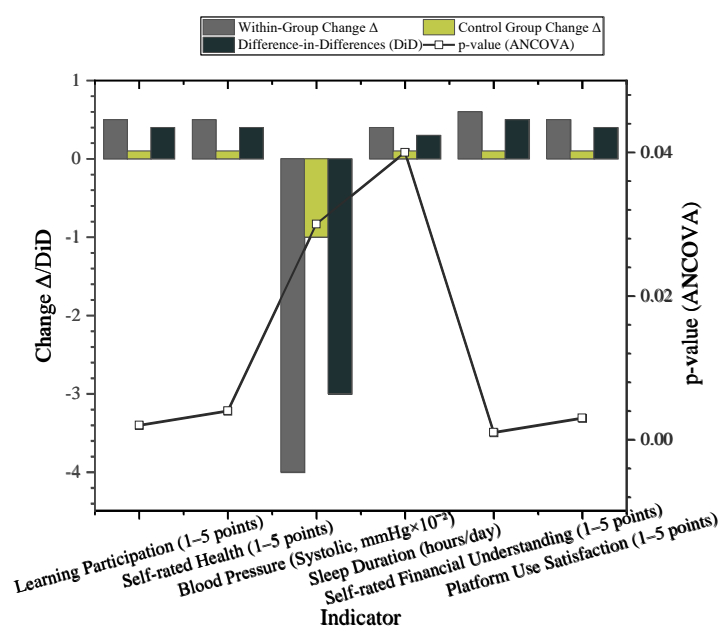 Within-Group Change Δ Control Group Change Δ
Difference-in-Differences (DiD) p-value (ANCOVA)
1
0
-1
-2
-3
-4
Change Δ/DiD
0.04
0.02
0.00
p-value (ANCOVA)
Learning Participation (1–5 points)
Self-rated Health (1–5 points)
Blood Pressure (Systolic, mmHg×10⁻²)
Sleep Duration (hours/day)
Self-rated Financial Understanding (1–5 points)
Platform Use Satisfaction (1–5 points)
Indicator